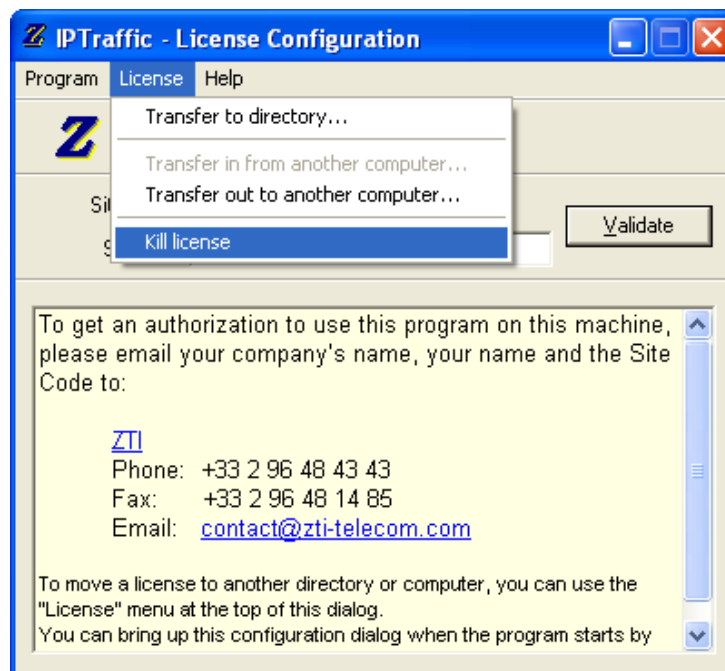 IPTraffic - License Configuration
Program License Help
Transfer to directory...
Transfer in from another computer...
Transfer out to another computer...
Kill license
Validate
To get an authorization to use this program on this machine,
please email your company's name, your name and the Site
Code to:
ZTI
Phone: +33 2 96 48 43 43
Fax: +33 2 96 48 14 85
Email: contact@zti-telecom.com
To move a license to another directory or computer, you can use the
"License" menu at the top of this dialog.
You can bring up this configuration dialog when the program starts by